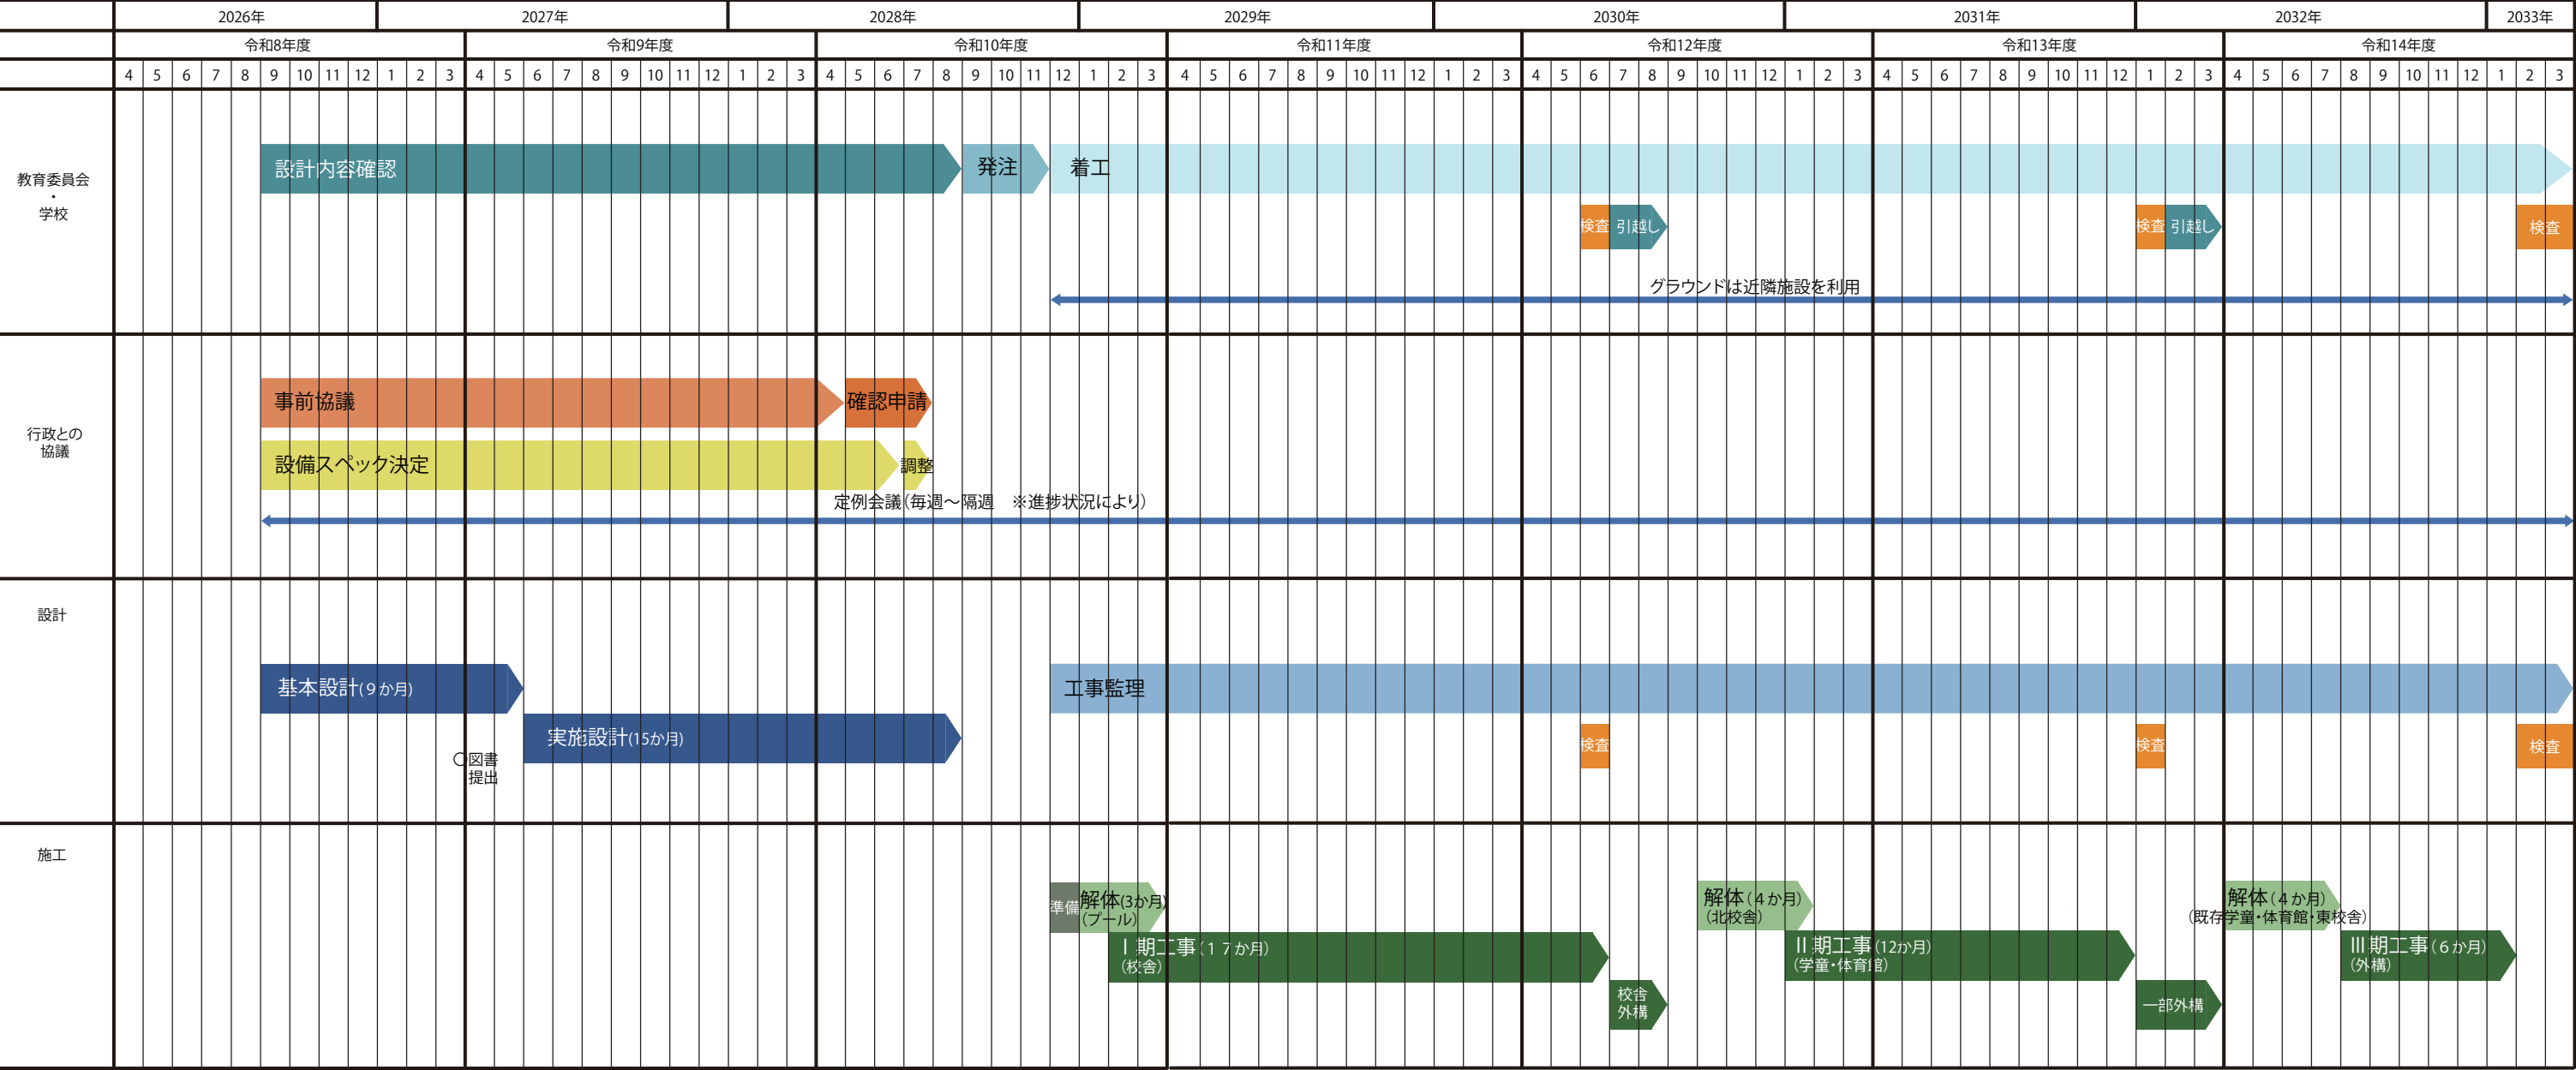 2026年 2027年 2028年 2029年 2030年 2031年 2032年 2033年
令和8年度 令和9年度 令和10年度 令和11年度 令和12年度 令和13年度 令和14年度
4 5 6 7 8 9 10 11 12 1 2 3 4 5 6 7 8 9 10 11 12 1 2 3 4 5 6 7 8 9 10 11 12 1 2 3 4 5 6 7 8 9 10 11 12 1 2 3 4 5 6 7 8 9 10 11 12 1 2 3 4 5 6 7 8 9 10 11 12 1 2 3 4 5 6 7 8 9 10 11 12 1 2 3
教育委員会
・
学校
設計内容確認 発注 着工
検査 引越し 検査 引越し 検査
グラウンドは近隣施設を利用
行政との
協議
事前協議 確認申請
設備スペック決定 調整
定例会議（毎週～隔週　※進捗状況により）
設計
基本設計(９か月) 工事監理
実施設計(15か月) 検査 検査 検査
〇図書
提出
施工
準備 解体(3か月)
（プール）
解体（４か月）
（北校舎）
解体（４か月）
（既存学童・体育館・東校舎）
Ⅰ期工事（１７か月）
（校舎）
Ⅱ期工事（12か月）
（学童・体育館）
Ⅲ期工事（６か月）
（外構）
校舎
外構
一部外構